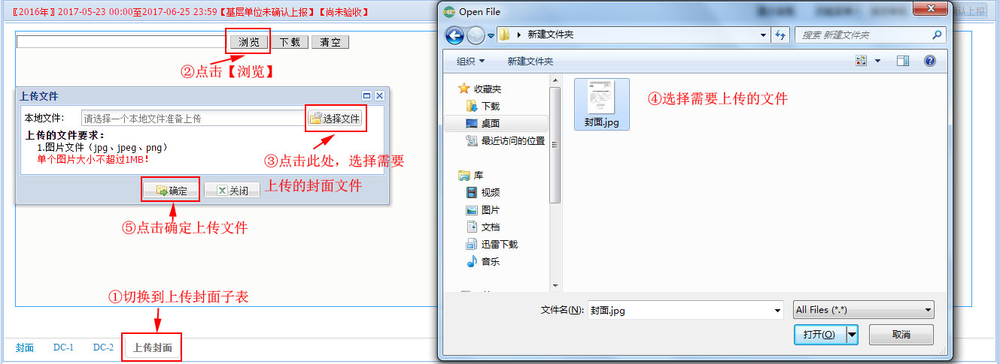 〖2016年〗2017-05-23 00:00至2017-06-25 23:59【基层单位未确认上报】【尚未验收】
浏览 下载 清空
②点击【浏览】
上传文件
本地文件: 请选择一个本地文件准备上传 选择文件
上传的文件要求：
1.图片文件（jpg、jpeg、png）
单个图片大小不超过1MB！
③点击此处，选择需要
上传的封面文件
确定 关闭
⑤点击确定上传文件
①切换到上传封面子表
封面 DC-1 DC-2 上传封面
Open File
认上报
新建文件夹 搜索 新建文件夹
组织 新建文件夹
收藏夹
下载
桌面
最近访问的位置
库
视频
图片
文档
迅雷下载
音乐
封面.jpg
④选择需要上传的文件
文件名(N): 封面.jpg All Files (*.*)
打开(O) 取消